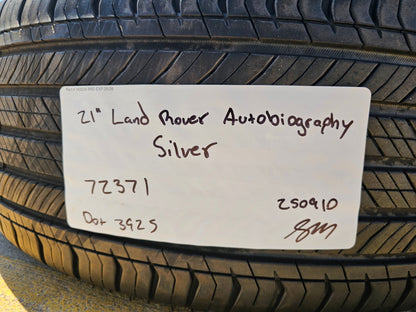 21" Land Rover Autobiography
Silver
72371
250910
Dot 3925